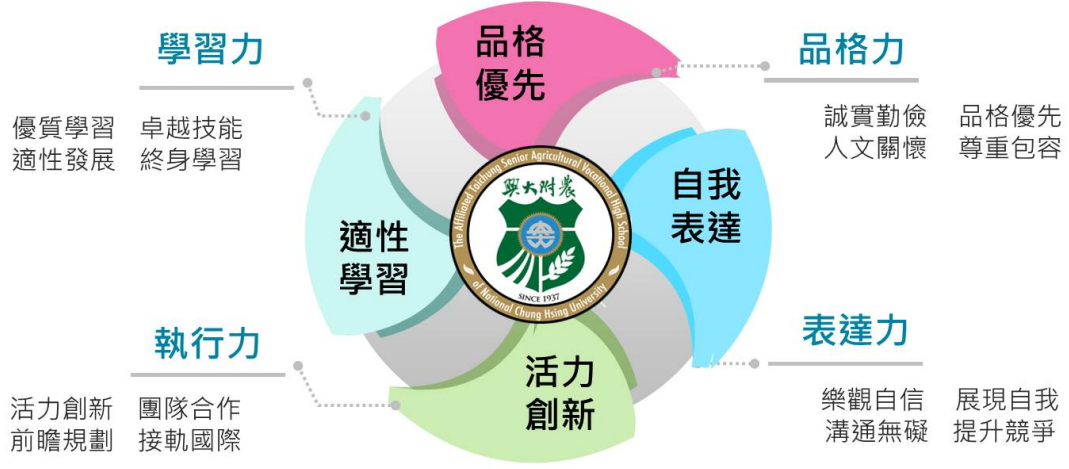 學習力
優質學習 卓越技能
適性發展 終身學習
品格
優先
品格力
誠實勤儉 品格優先
人文關懷 尊重包容
適性
學習
The Affiliated Taichung Senior Agricultural Vocational High School
興大附農
SINCE 1937
of National Chung Hsing University
自我
表達
執行力
活力創新 團隊合作
前瞻規劃 接軌國際
活力
創新
表達力
樂觀自信 展現自我
溝通無礙 提升競爭